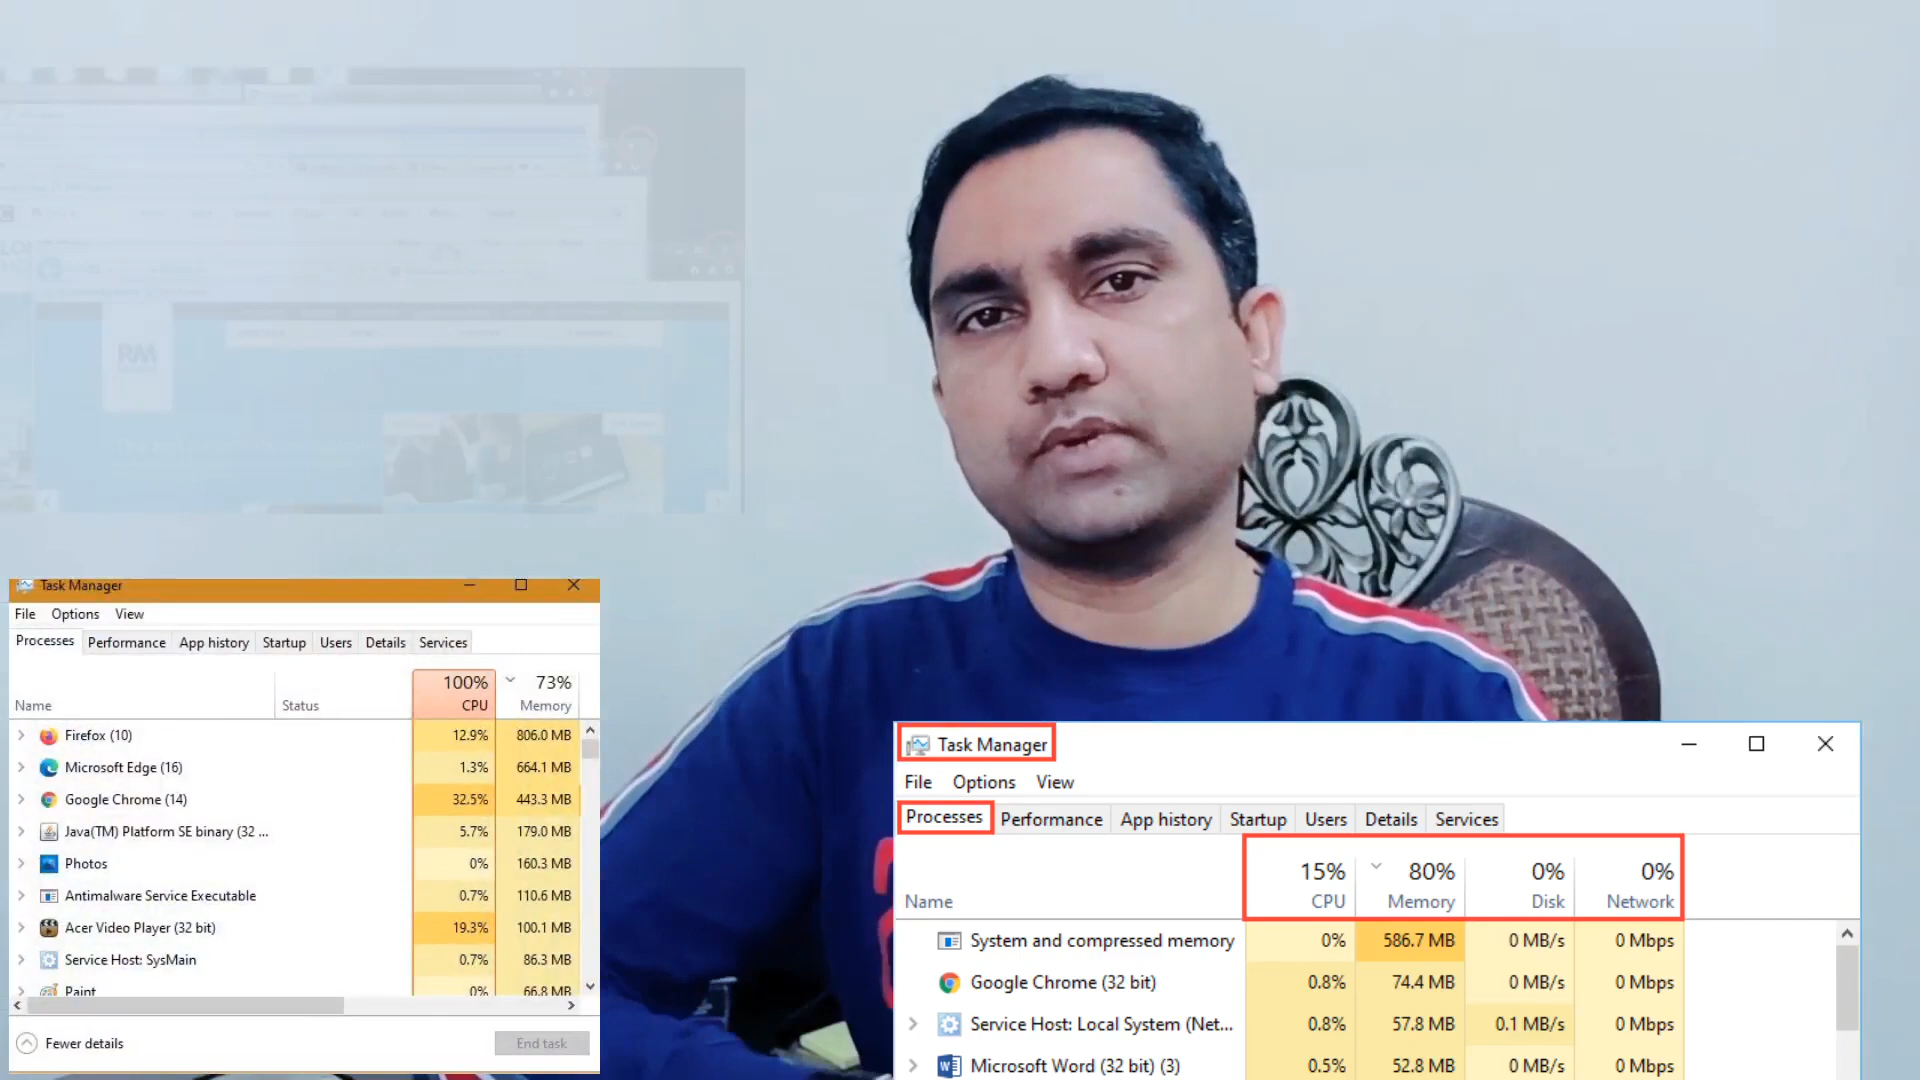 RM
Task Manager
File Options View
Processes Performance App history Startup Users Details Services
100% 73%
Name Status CPU Memory
Firefox (10) 12.9% 806.0 MB
Microsoft Edge (16) 1.3% 664.1 MB
Google Chrome (14) 32.5% 443.3 MB
Java(TM) Platform SE binary (32 ... 5.7% 179.0 MB
Photos 0% 160.3 MB
Antimalware Service Executable 0.7% 110.6 MB
Acer Video Player (32 bit) 19.3% 100.1 MB
Service Host: SysMain 0.7% 86.3 MB
Paint 0% 66.8 MB
Fewer details End task
Task Manager
File Options View
Processes Performance App history Startup Users Details Services
15% 80% 0% 0%
Name CPU Memory Disk Network
System and compressed memory 0% 586.7 MB 0 MB/s 0 Mbps
Google Chrome (32 bit) 0.8% 74.4 MB 0 MB/s 0 Mbps
Service Host: Local System (Net... 0.8% 57.8 MB 0.1 MB/s 0 Mbps
Microsoft Word (32 bit) (3) 0.5% 52.8 MB 0 MB/s 0 Mbps